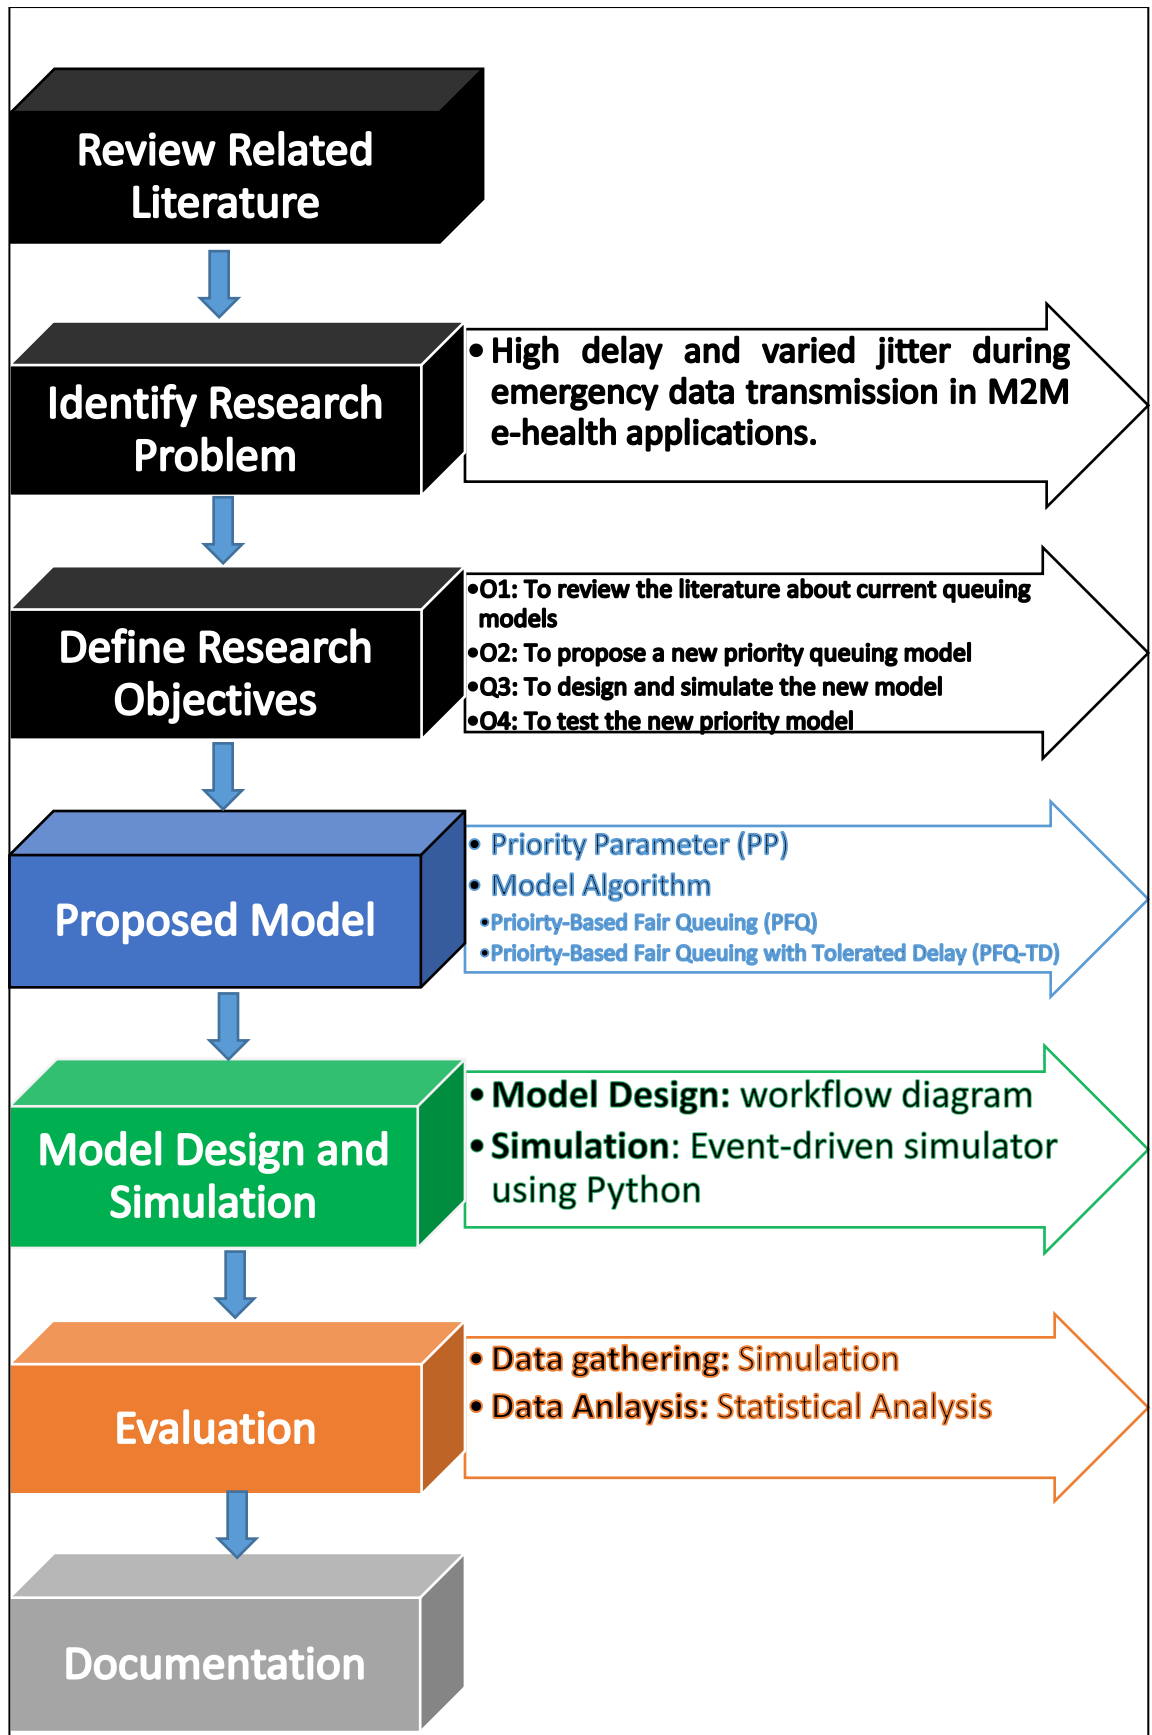 Review Related
Literature
Identify Research
Problem
• High delay and varied jitter during
emergency data transmission in M2M
e-health applications.
Define Research
Objectives
•O1: To review the literature about current queuing
models
•O2: To propose a new priority queuing model
•Q3: To design and simulate the new model
•O4: To test the new priority model
Proposed Model
• Priority Parameter (PP)
• Model Algorithm
•Prioirty-Based Fair Queuing (PFQ)
•Prioirty-Based Fair Queuing with Tolerated Delay (PFQ-TD)
Model Design and
Simulation
• Model Design: workflow diagram
• Simulation: Event-driven simulator
using Python
Evaluation
• Data gathering: Simulation
• Data Anlaysis: Statistical Analysis
Documentation